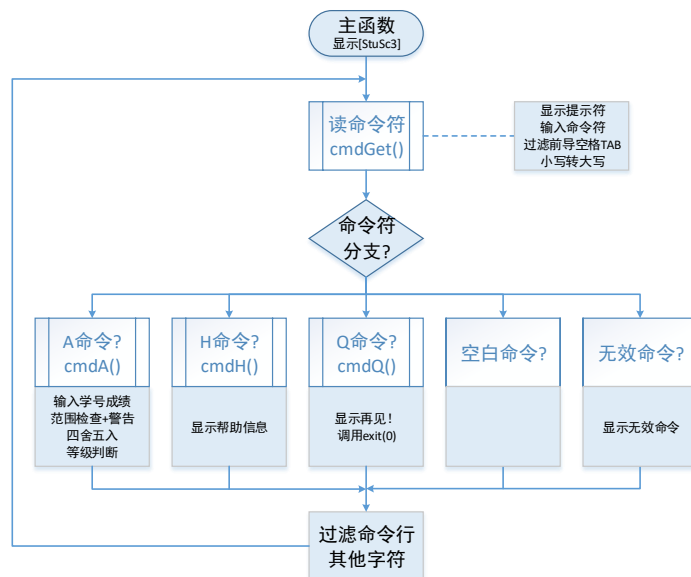 主函数
显示[StuSc3]
读命令符
cmdGet()
显示提示符
输入命令符
过滤前导空格TAB
小写转大写
命令符
分支?
A命令?
cmdA()
H命令?
cmdH()
Q命令?
cmdQ()
空白命令?
无效命令?
输入学号成绩
范围检查+警告
四舍五入
等级判断
显示帮助信息
显示再见！
调用exit(0)
显示无效命令
过滤命令行
其他字符